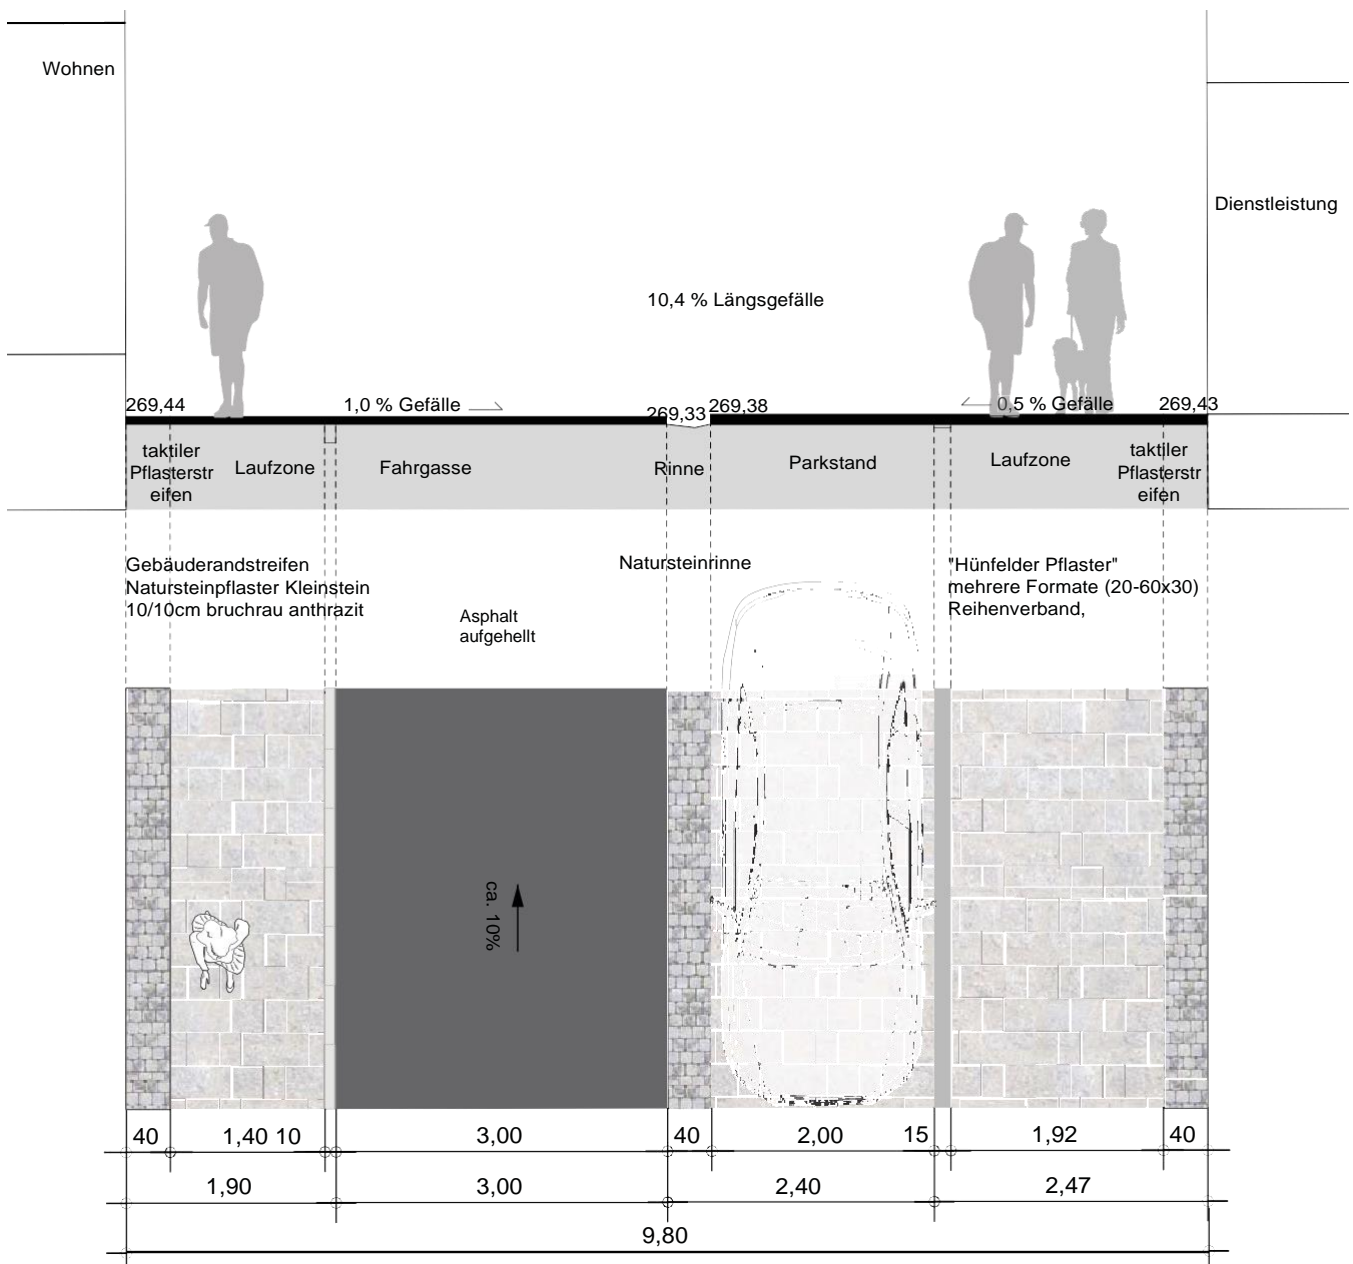 Wohnen
Dienstleistung
10,4 % Längsgefälle
269,44
1,0 % Gefälle
269,33
269,38
0,5 % Gefälle
269,43
taktiler
Pflasterstr
eifen
Laufzone
Fahrgasse
Rinne
Parkstand
Laufzone
taktiler
Pflasterstr
eifen
Gebäuderandstreifen
Natursteinpflaster Kleinstein
10/10cm bruchrau anthrazit
Asphalt
aufgehellt
Natursteinrinne
"Hünfelder Pflaster"
mehrere Formate (20-60x30)
Reihenverband,
ca. 10%
40 1,40 10 3,00 40 2,00 15 1,92 40
1,90 3,00 2,40 2,47
9,80